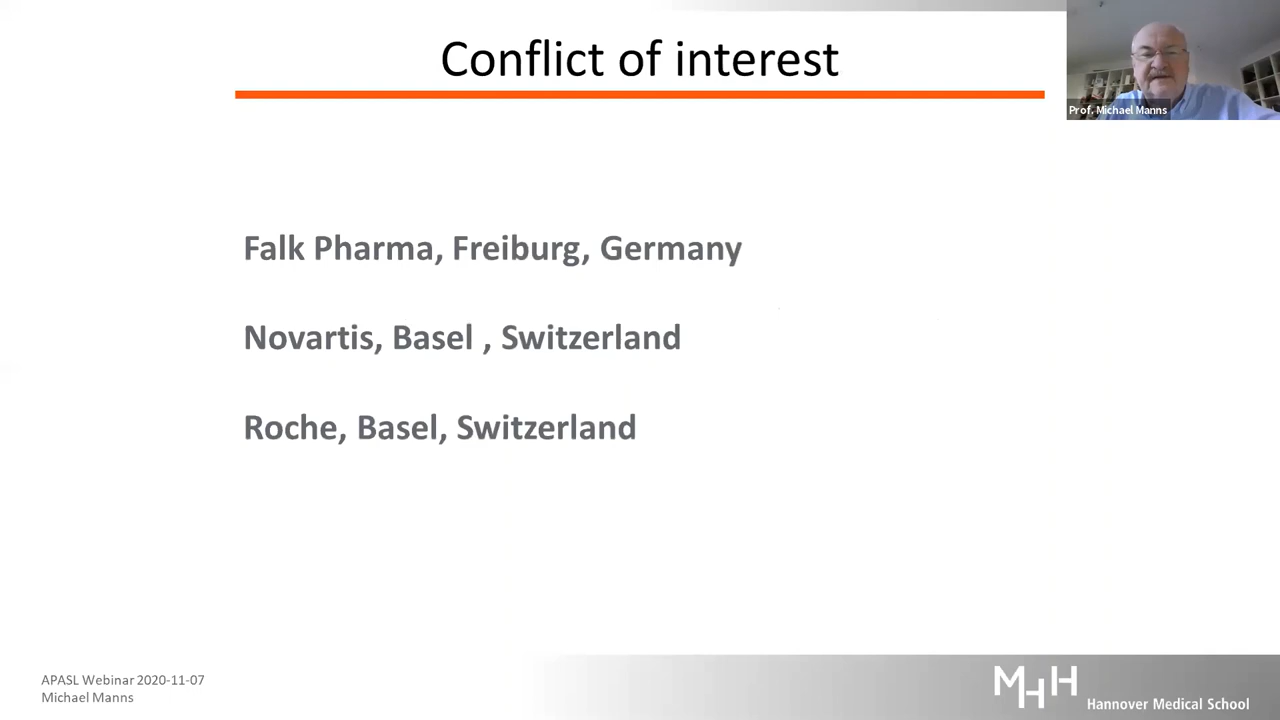 Conflict of interest
Prof. Michael Manns
Falk Pharma, Freiburg, Germany
Novartis, Basel , Switzerland
Roche, Basel, Switzerland
APASL Webinar 2020-11-07
Michael Manns
MHH
Hannover Medical School